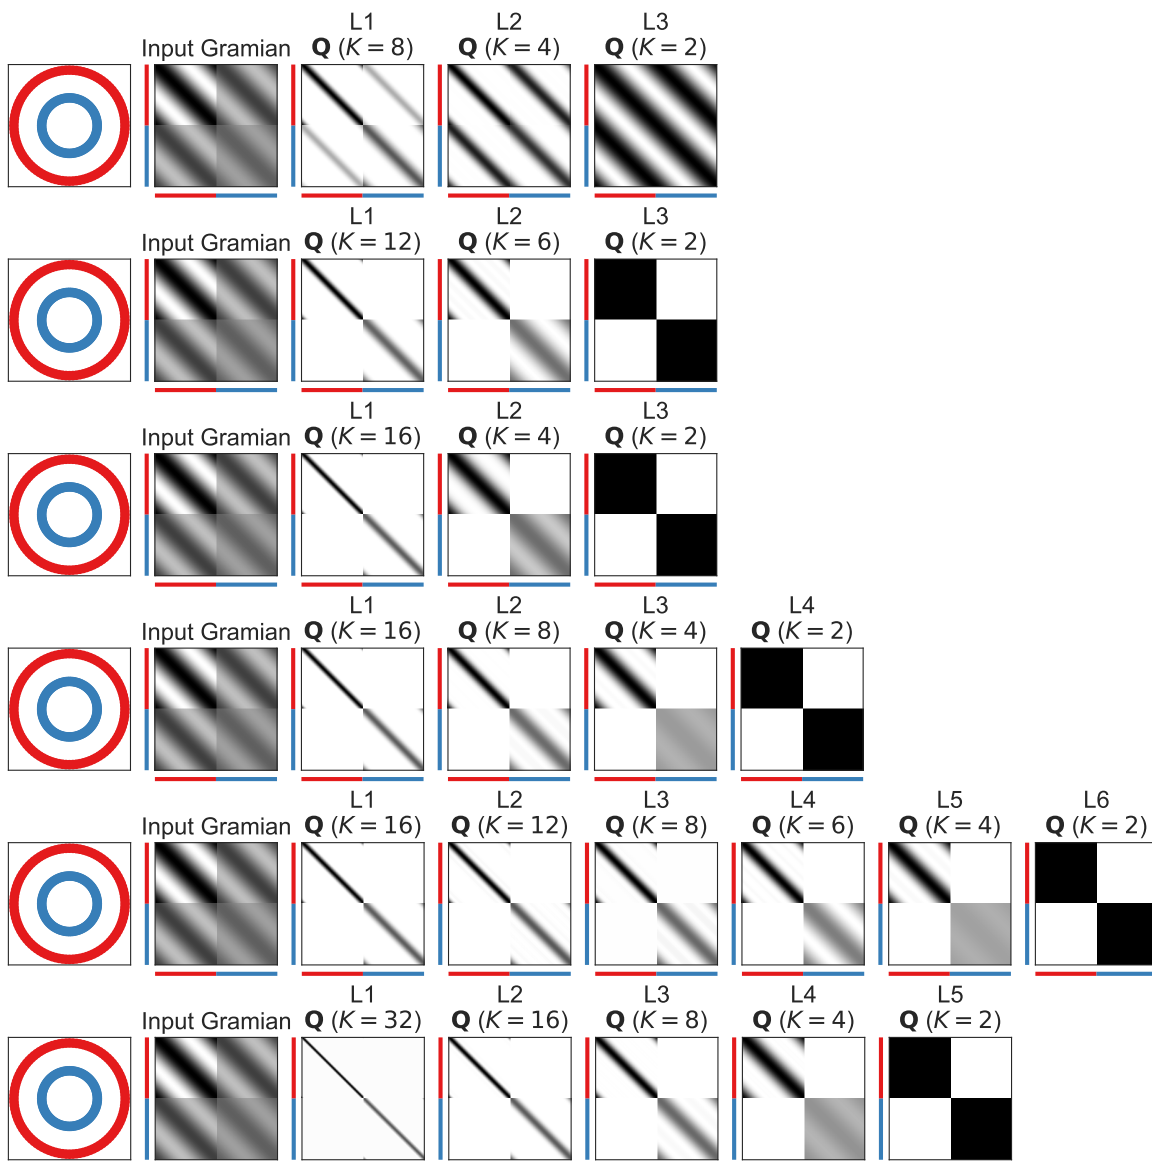 L1 L2 L3
Input Gramian Q (K = 8) Q (K = 4) Q (K = 2)
L1 L2 L3
Input Gramian Q (K = 12) Q (K = 6) Q (K = 2)
L1 L2 L3
Input Gramian Q (K = 16) Q (K = 4) Q (K = 2)
L1 L2 L3 L4
Input Gramian Q (K = 16) Q (K = 8) Q (K = 4) Q (K = 2)
L1 L2 L3 L4 L5 L6
Input Gramian Q (K = 16) Q (K = 12) Q (K = 8) Q (K = 6) Q (K = 4) Q (K = 2)
L1 L2 L3 L4 L5
Input Gramian Q (K = 32) Q (K = 16) Q (K = 8) Q (K = 4) Q (K = 2)